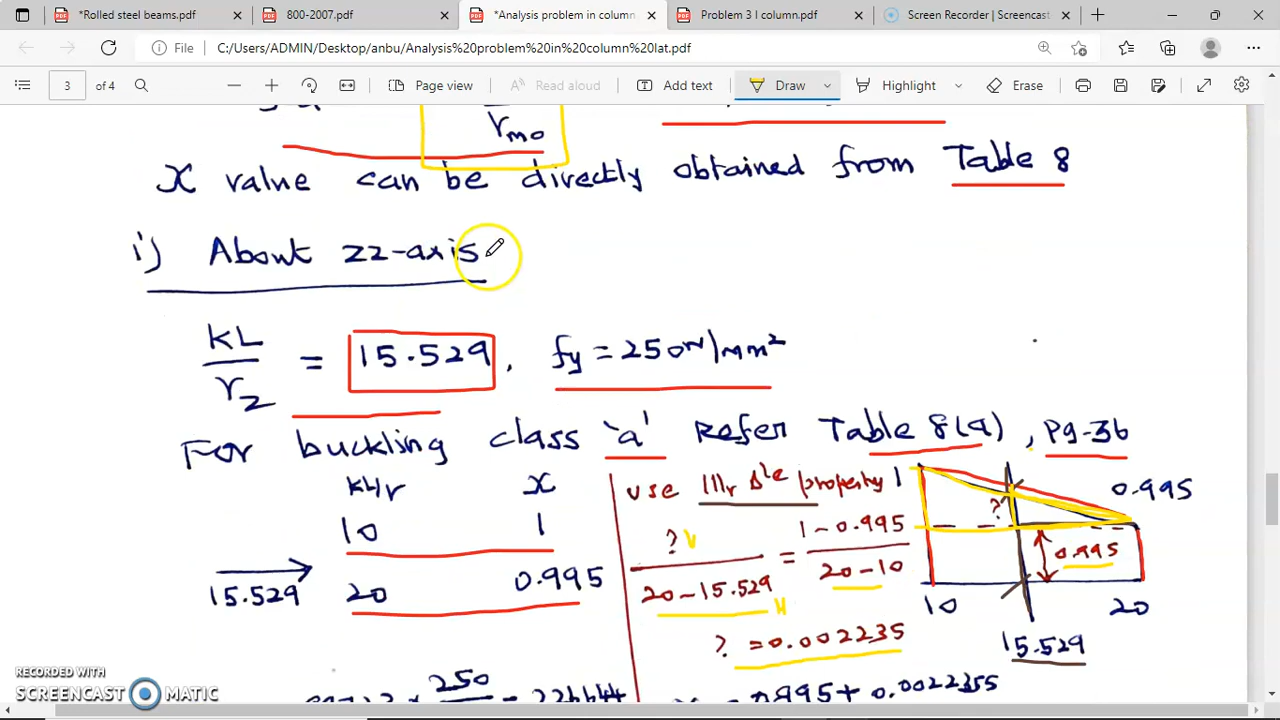 *Rolled steel beams.pdf
800-2007.pdf
*Analysis problem in column
Problem 3 I column.pdf
Screen Recorder | Screencast
File
C:/Users/ADMIN/Desktop/anbu/Analysis%20problem%20in%20column%20lat.pdf
3 of 4
Page view
Read aloud
Add text
Draw
Highlight
Erase
rmo
x value can be directly obtained from Table 8
i) About zz-axis
KL/rz = 15.529, fy = 250N/mm²
For buckling class 'a' Refer Table 8(a), Pg-36
KL/r x
10 1
20 0.995
15.529
use |||r Δle property
?/20-15.529 = 1-0.995/20-10
? = 0.002235
1
0.995
?
0.995
10
20
15.529
250
226644
0.995 + 0.0022355
RECORDED WITH
SCREENCAST MATIC